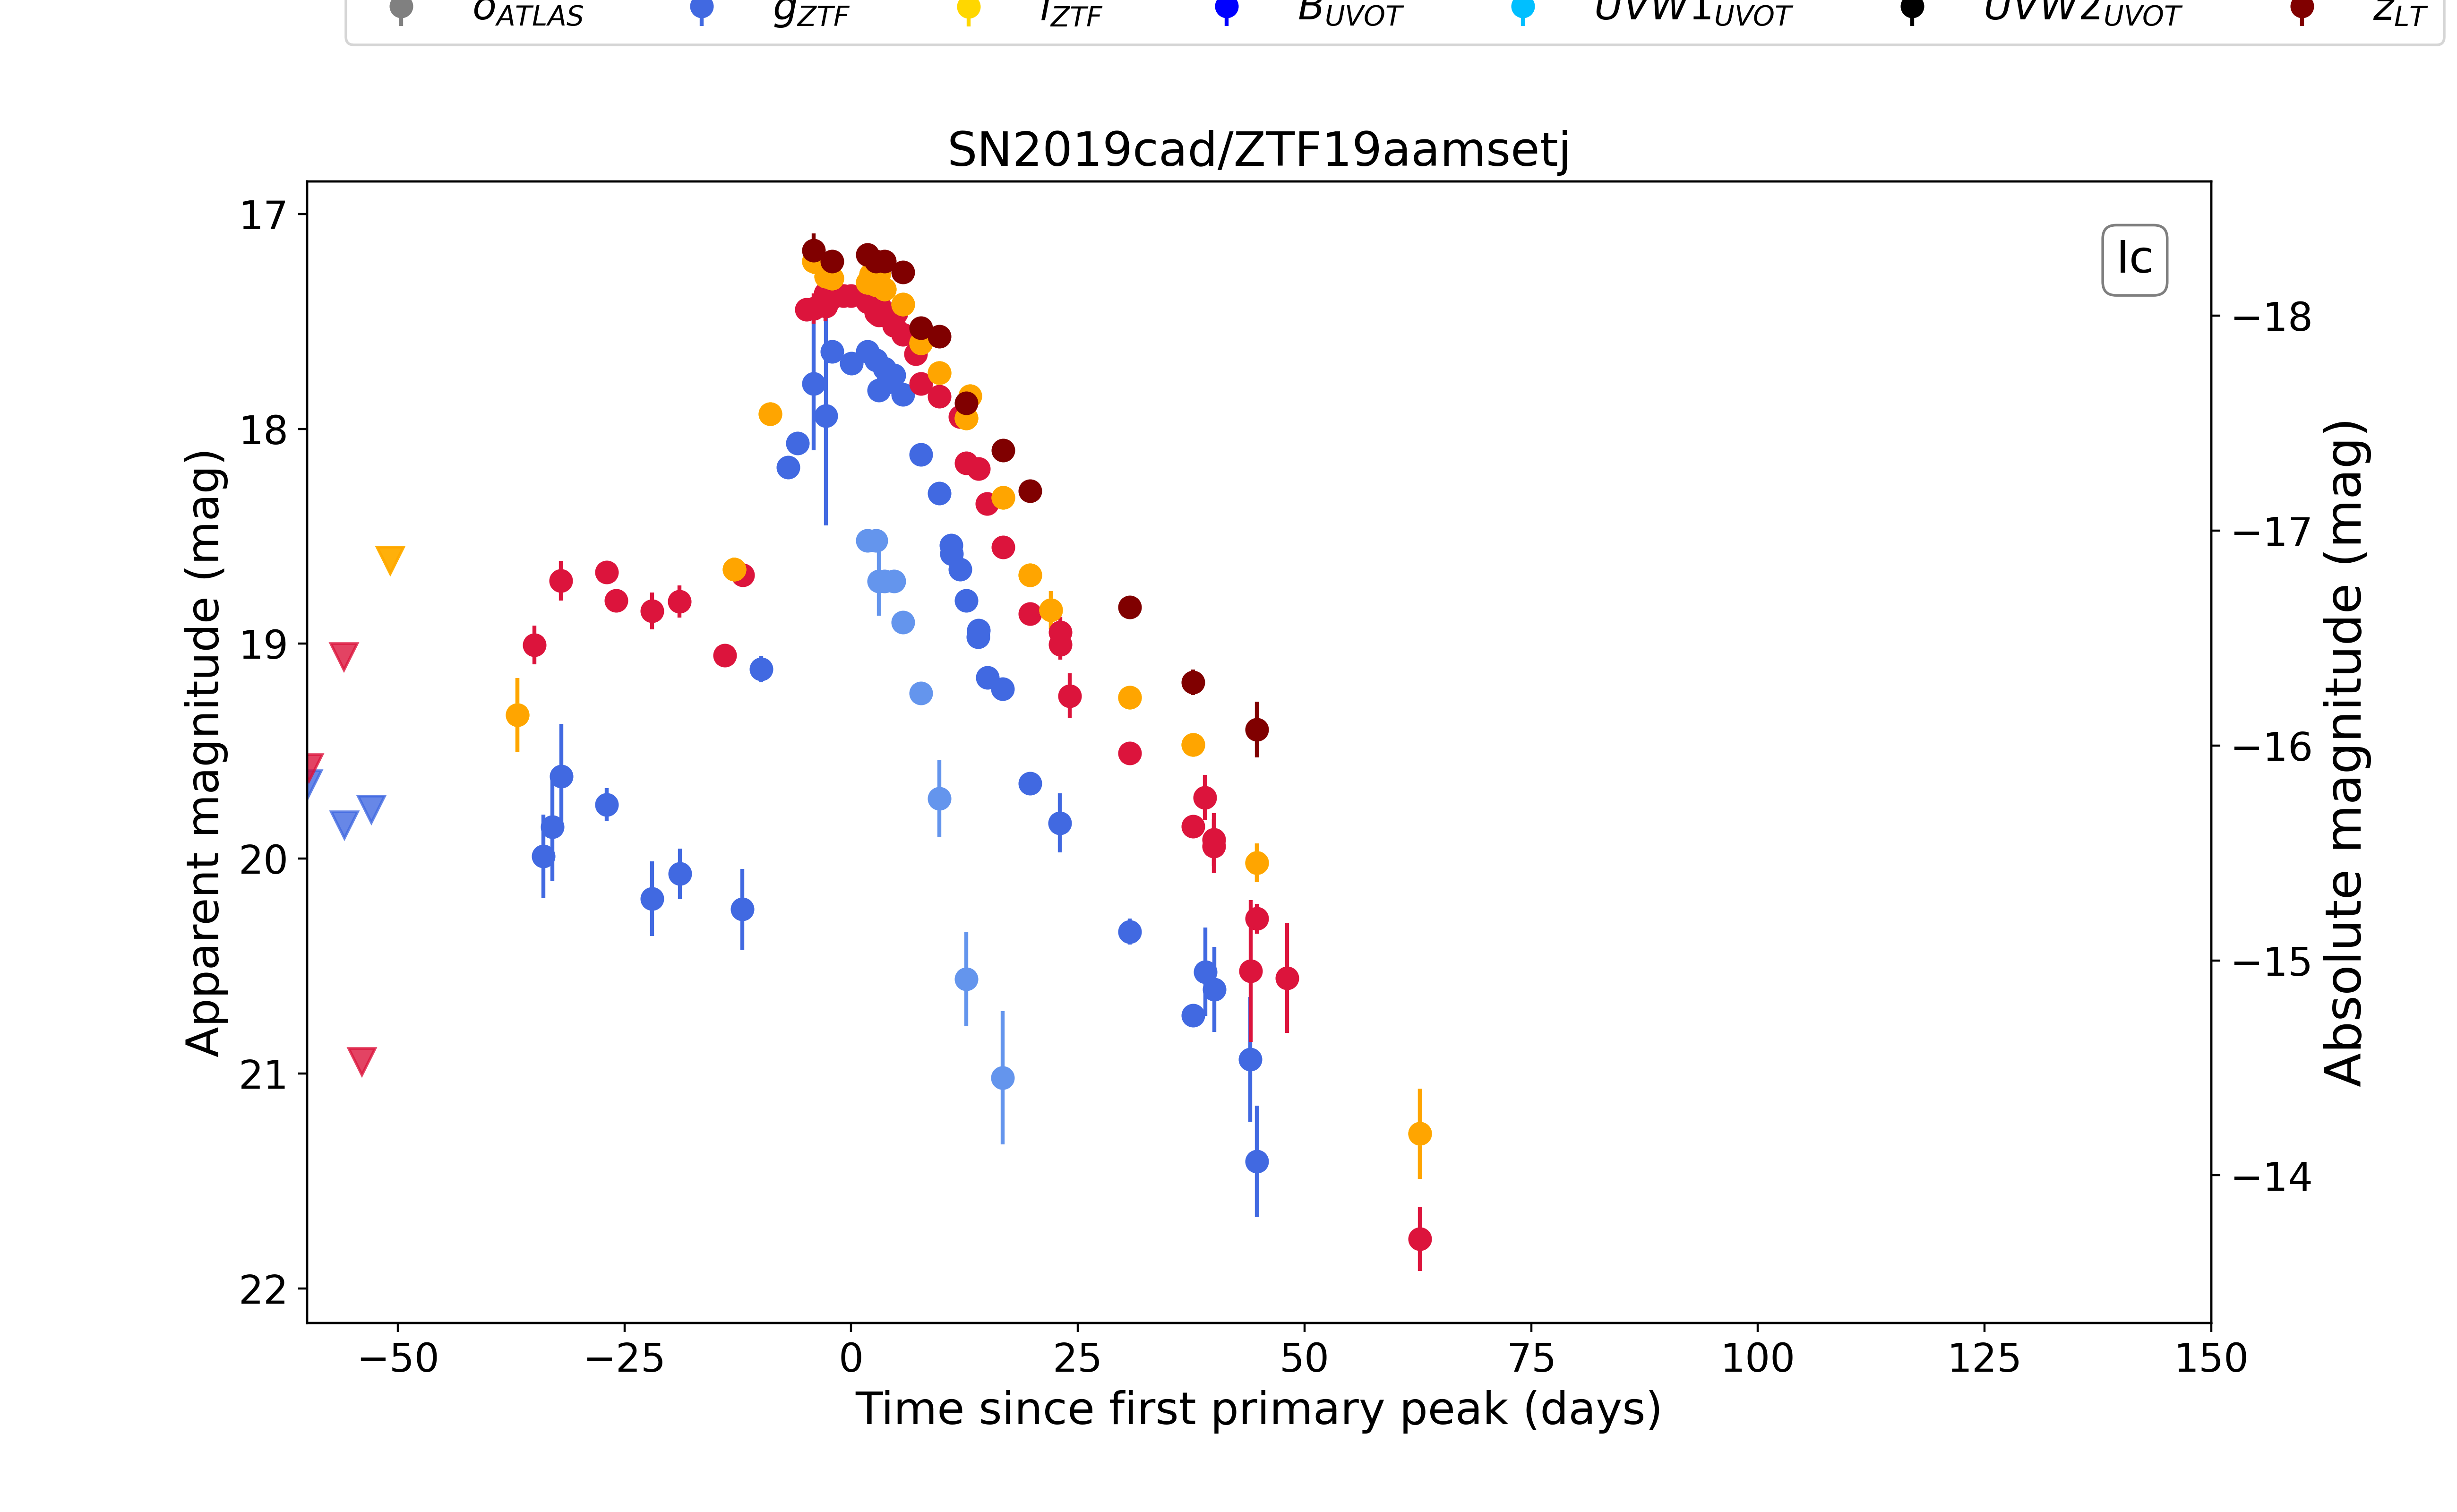 o_ATLAS g_ZTF i_ZTF B_UVOT UVW1_UVOT UVW2_UVOT z_LT
SN2019cad/ZTF19aamsetj
Ic
17
18
19
20
21
22
Apparent magnitude (mag)
−18
−17
−16
−15
−14
Absolute magnitude (mag)
−50 −25 0 25 50 75 100 125 150
Time since first primary peak (days)